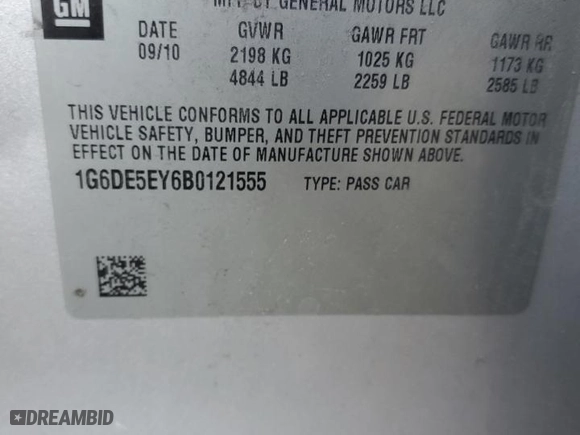 GM
MFD BY GENERAL MOTORS LLC
DATE GVWR GAWR FRT GAWR RR
09/10 2198 KG 1025 KG 1173 KG
4844 LB 2259 LB 2585 LB
THIS VEHICLE CONFORMS TO ALL APPLICABLE U.S. FEDERAL MOTOR
VEHICLE SAFETY, BUMPER, AND THEFT PREVENTION STANDARDS IN
EFFECT ON THE DATE OF MANUFACTURE SHOWN ABOVE.
1G6DE5EY6B0121555 TYPE: PASS CAR
DREAMBID